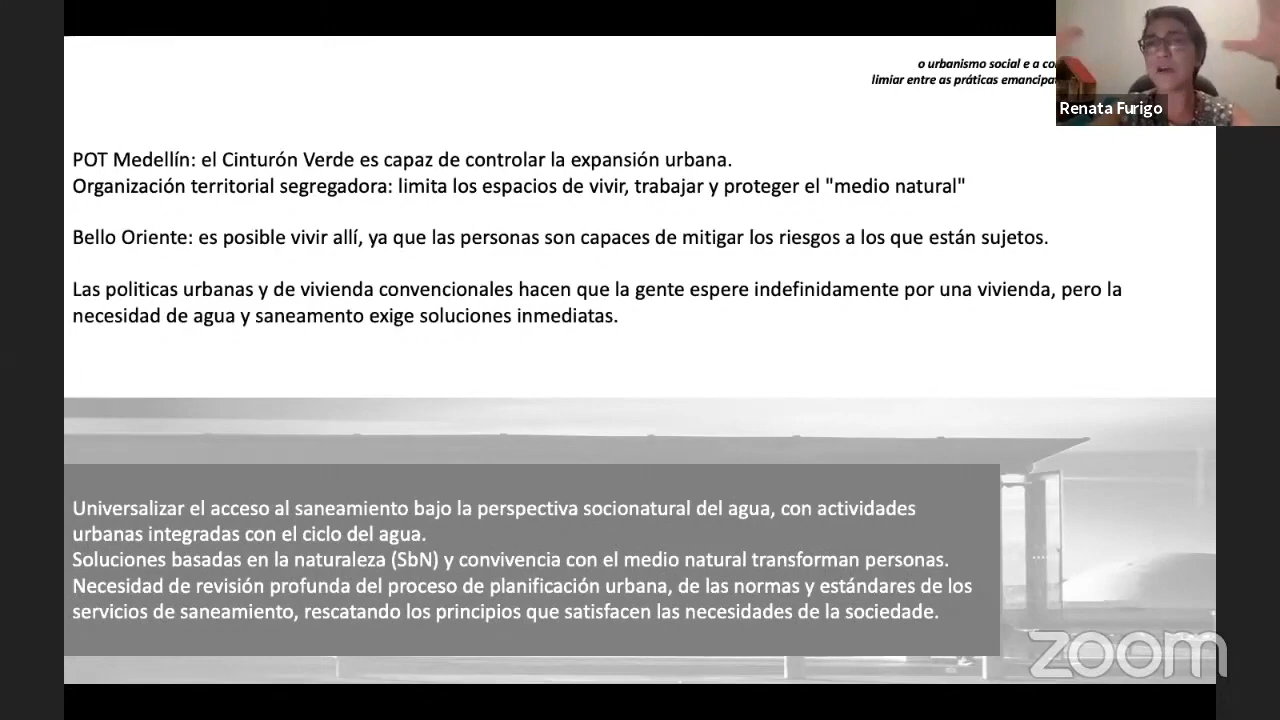 o urbanismo social e a
limiar entre as práticas
Renata Furigo
POT Medellín: el Cinturón Verde es capaz de controlar la expansión urbana.
Organización territorial segregadora: limita los espacios de vivir, trabajar y proteger el "medio natural"
Bello Oriente: es posible vivir allí, ya que las personas son capaces de mitigar los riesgos a los que están sujetos.
Las politicas urbanas y de vivienda convencionales hacen que la gente espere indefinidamente por una vivienda, pero la
necesidad de agua y saneamento exige soluciones inmediatas.
Universalizar el acceso al saneamiento bajo la perspectiva socionatural del agua, con actividades
urbanas integradas con el ciclo del agua.
Soluciones basadas en la naturaleza (SbN) y convivencia con el medio natural transforman personas.
Necesidad de revisión profunda del proceso de planificación urbana, de las normas y estándares de los
servicios de saneamiento, rescatando los principios que satisfacen las necesidades de la sociedade.
zoom